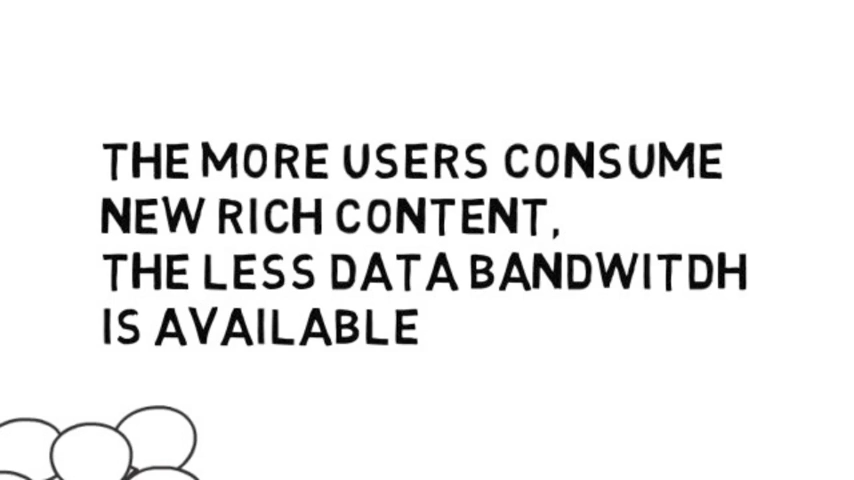 THE MORE USERS CONSUME
NEW RICH CONTENT,
THE LESS DATA BANDWITDH
IS AVAILABLE